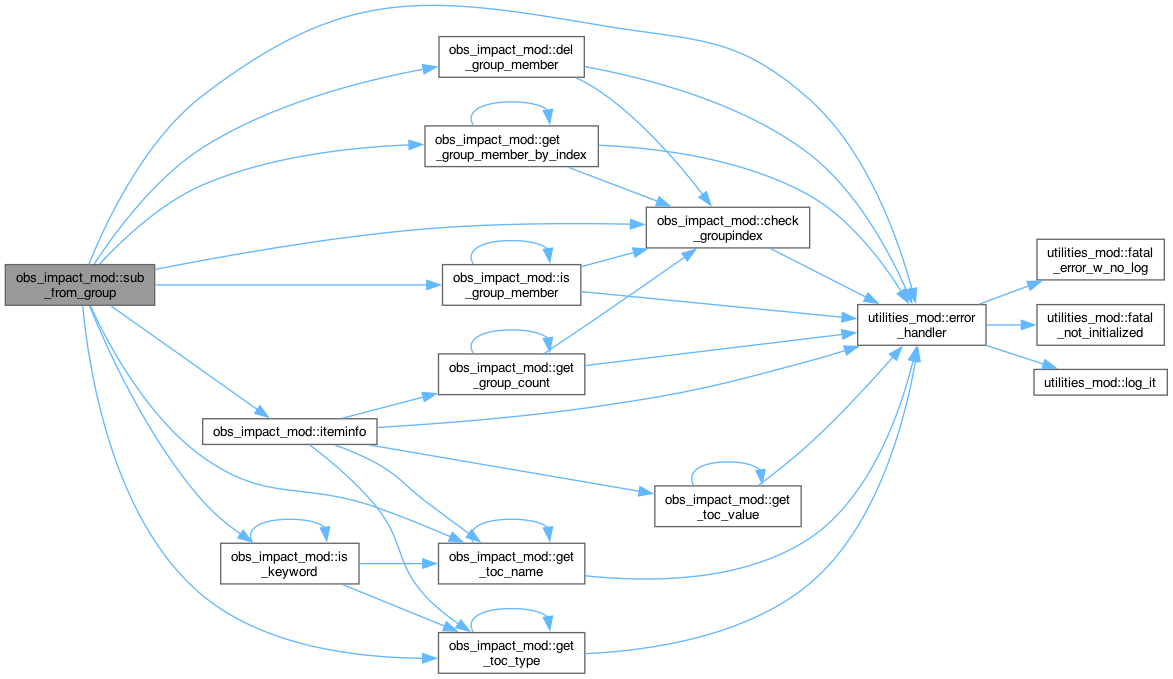 obs_impact_mod::sub
_from_group
obs_impact_mod::del
_group_member
obs_impact_mod::get
_group_member_by_index
obs_impact_mod::check
_groupindex
obs_impact_mod::is
_group_member
obs_impact_mod::get
_group_count
obs_impact_mod::iteminfo
obs_impact_mod::get
_toc_value
obs_impact_mod::is
_keyword
obs_impact_mod::get
_toc_name
obs_impact_mod::get
_toc_type
utilities_mod::error
_handler
utilities_mod::fatal
_error_w_no_log
utilities_mod::fatal
_not_initialized
utilities_mod::log_it